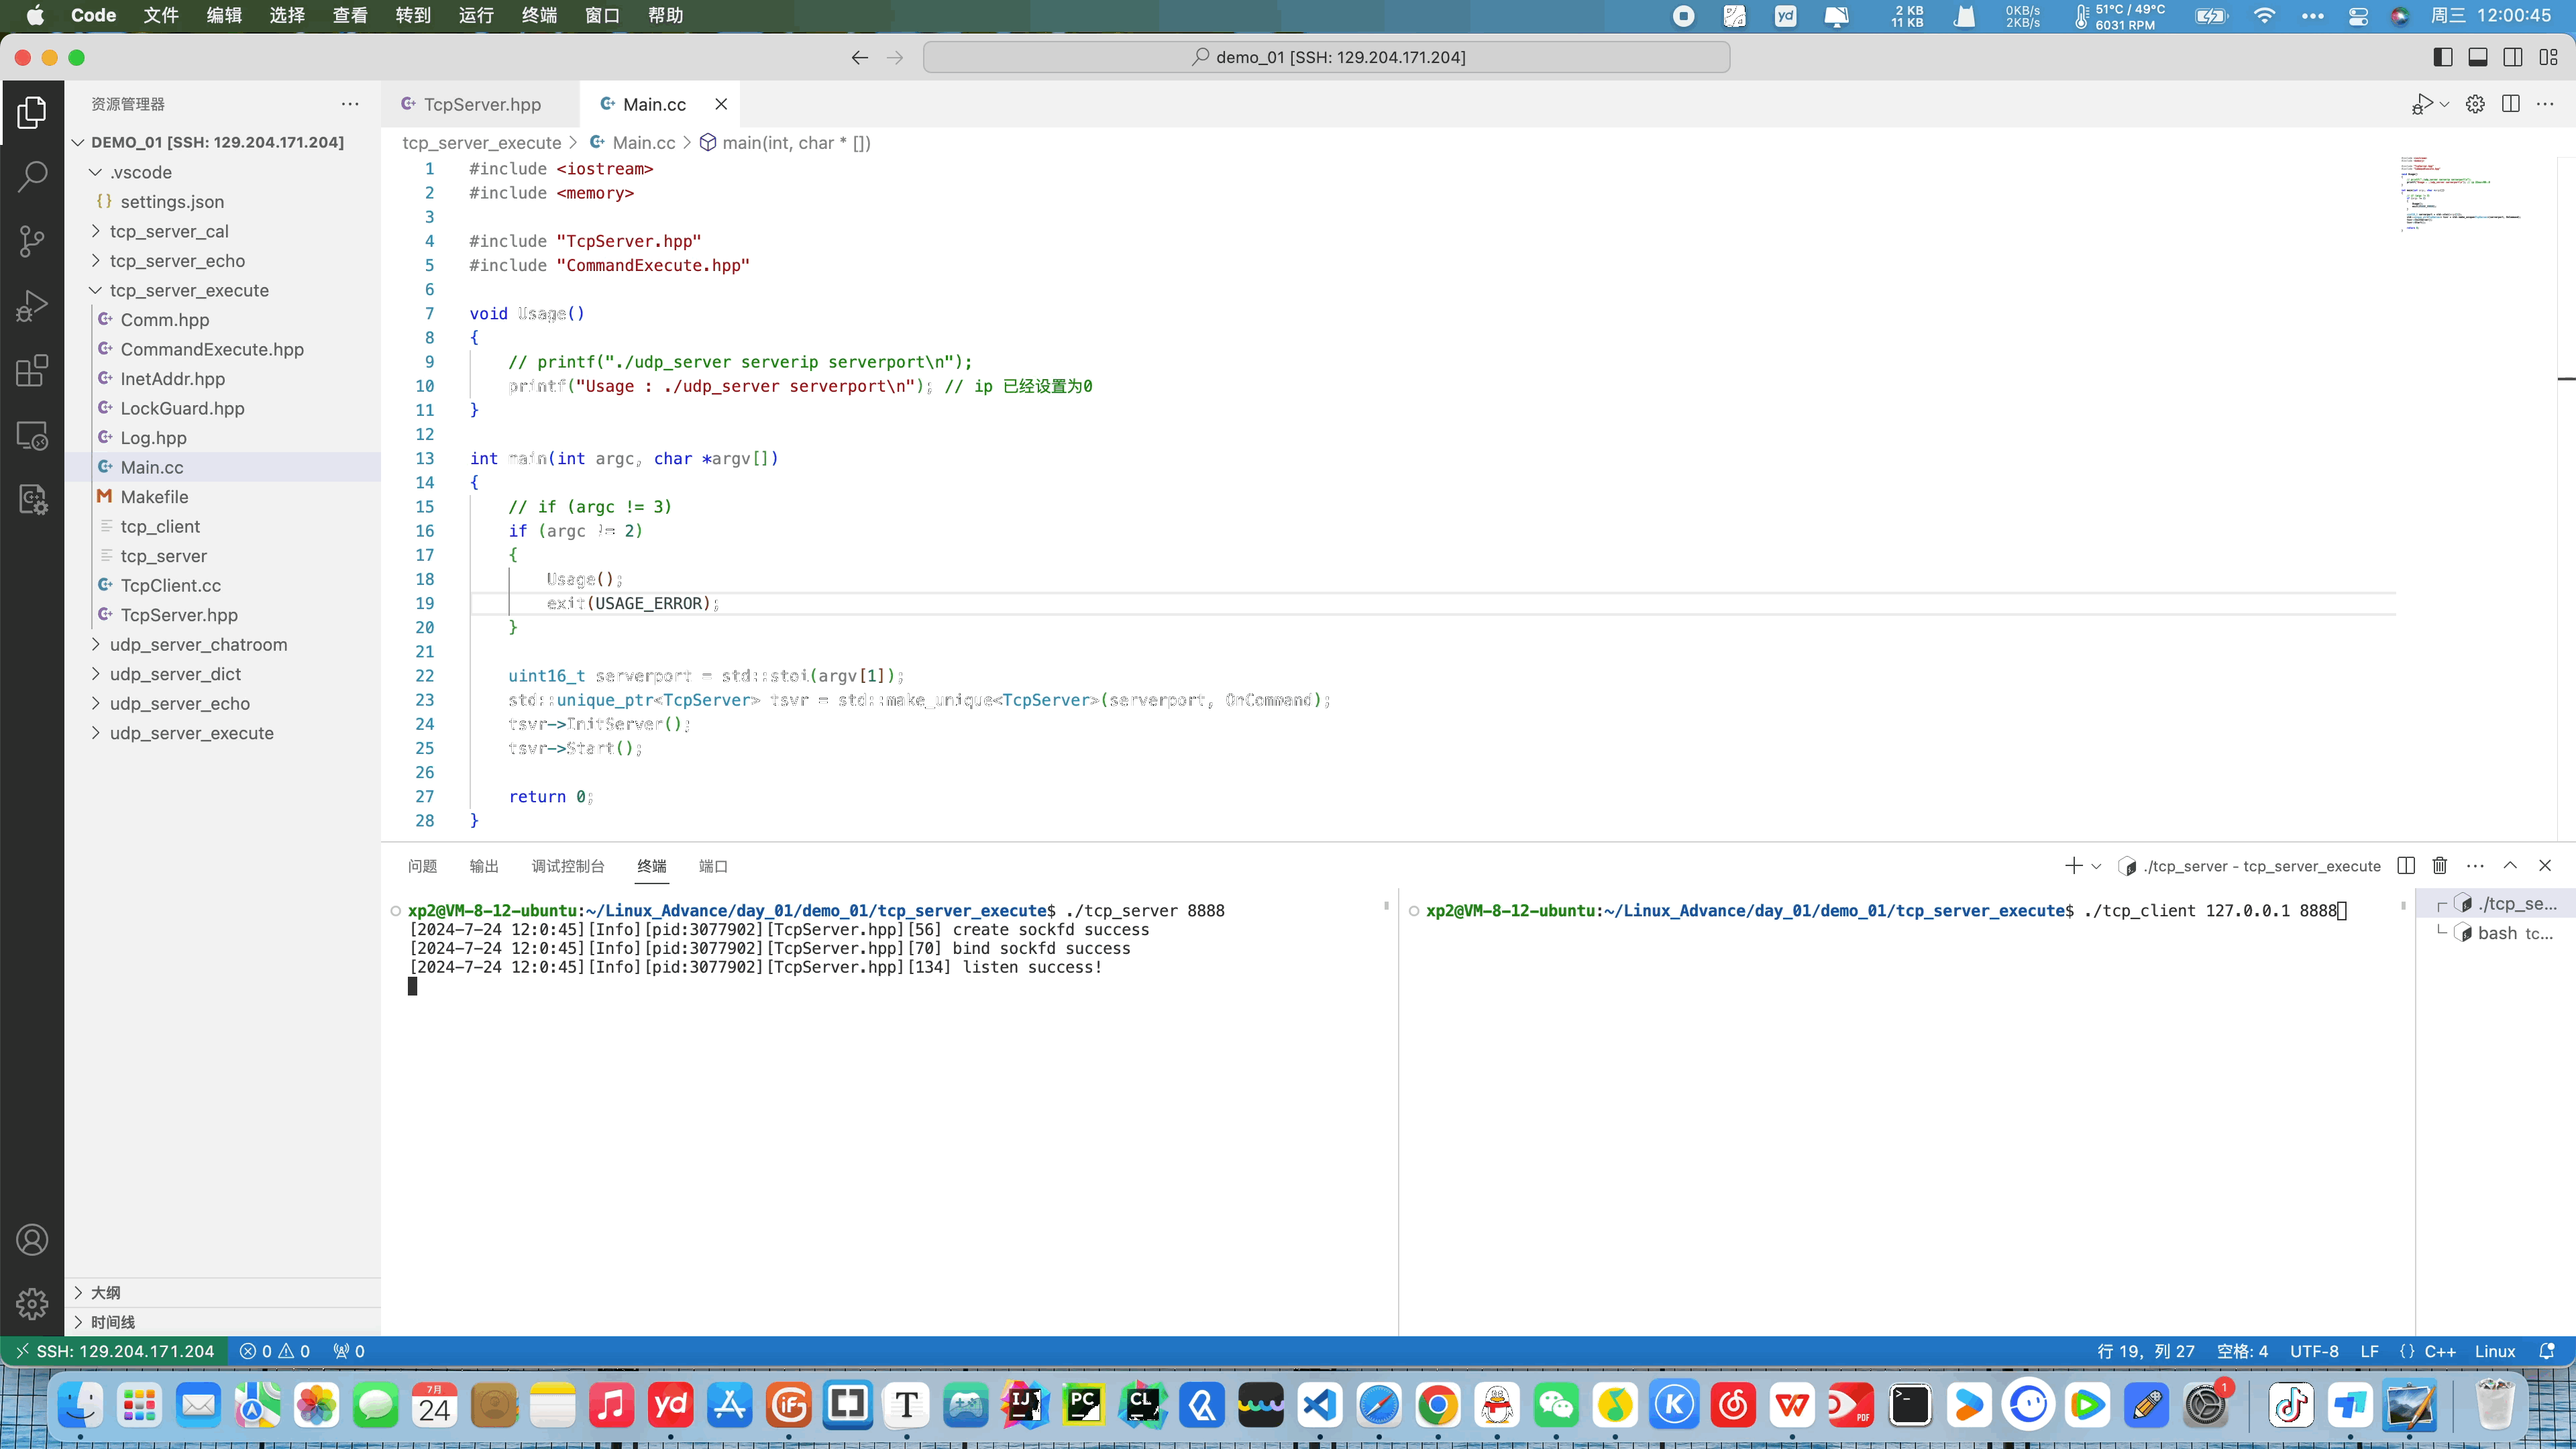 Code 文件 编辑 选择 查看 转到 运行 终端 窗口 帮助
yd 2 KB 11 KB 0KB/s 2KB/s 51°C / 49°C 6031 RPM 周三 12:00:45
demo_01 [SSH: 129.204.171.204]
资源管理器
DEMO_01 [SSH: 129.204.171.204]
.vscode
settings.json
tcp_server_cal
tcp_server_echo
tcp_server_execute
Comm.hpp
CommandExecute.hpp
InetAddr.hpp
LockGuard.hpp
Log.hpp
Main.cc
Makefile
tcp_client
tcp_server
TcpClient.cc
TcpServer.hpp
udp_server_chatroom
udp_server_dict
udp_server_echo
udp_server_execute
大纲
时间线
TcpServer.hpp Main.cc
tcp_server_execute > Main.cc > main(int, char * [])
1 #include <iostream>
2 #include <memory>
3
4 #include "TcpServer.hpp"
5 #include "CommandExecute.hpp"
6
7 void Usage()
8 {
9 // printf("./udp_server serverip serverport\n");
10 printf("Usage : ./udp_server serverport\n"); // ip 已经设置为0
11 }
12
13 int main(int argc, char *argv[])
14 {
15 // if (argc != 3)
16 if (argc != 2)
17 {
18 Usage();
19 exit(USAGE_ERROR);
20 }
21
22 uint16_t serverport = std::stoi(argv[1]);
23 std::unique_ptr<TcpServer> tsvr = std::make_unique<TcpServer>(serverport, OnCommand);
24 tsvr->InitServer();
25 tsvr->Start();
26
27 return 0;
28 }
问题 输出 调试控制台 终端 端口
./tcp_server - tcp_server_execute
xp2@VM-8-12-ubuntu:~/Linux_Advance/day_01/demo_01/tcp_server_execute$ ./tcp_server 8888
[2024-7-24 12:0:45][Info][pid:3077902][TcpServer.hpp][56] create sockfd success
[2024-7-24 12:0:45][Info][pid:3077902][TcpServer.hpp][70] bind sockfd success
[2024-7-24 12:0:45][Info][pid:3077902][TcpServer.hpp][134] listen success!
xp2@VM-8-12-ubuntu:~/Linux_Advance/day_01/demo_01/tcp_server_execute$ ./tcp_client 127.0.0.1 8888
./tcp_se...
bash tc...
SSH: 129.204.171.204 0 0 0
行 19，列 27 空格: 4 UTF-8 LF {} C++ Linux
7月 24 yd GIF T IJ PC CL K PDF 1